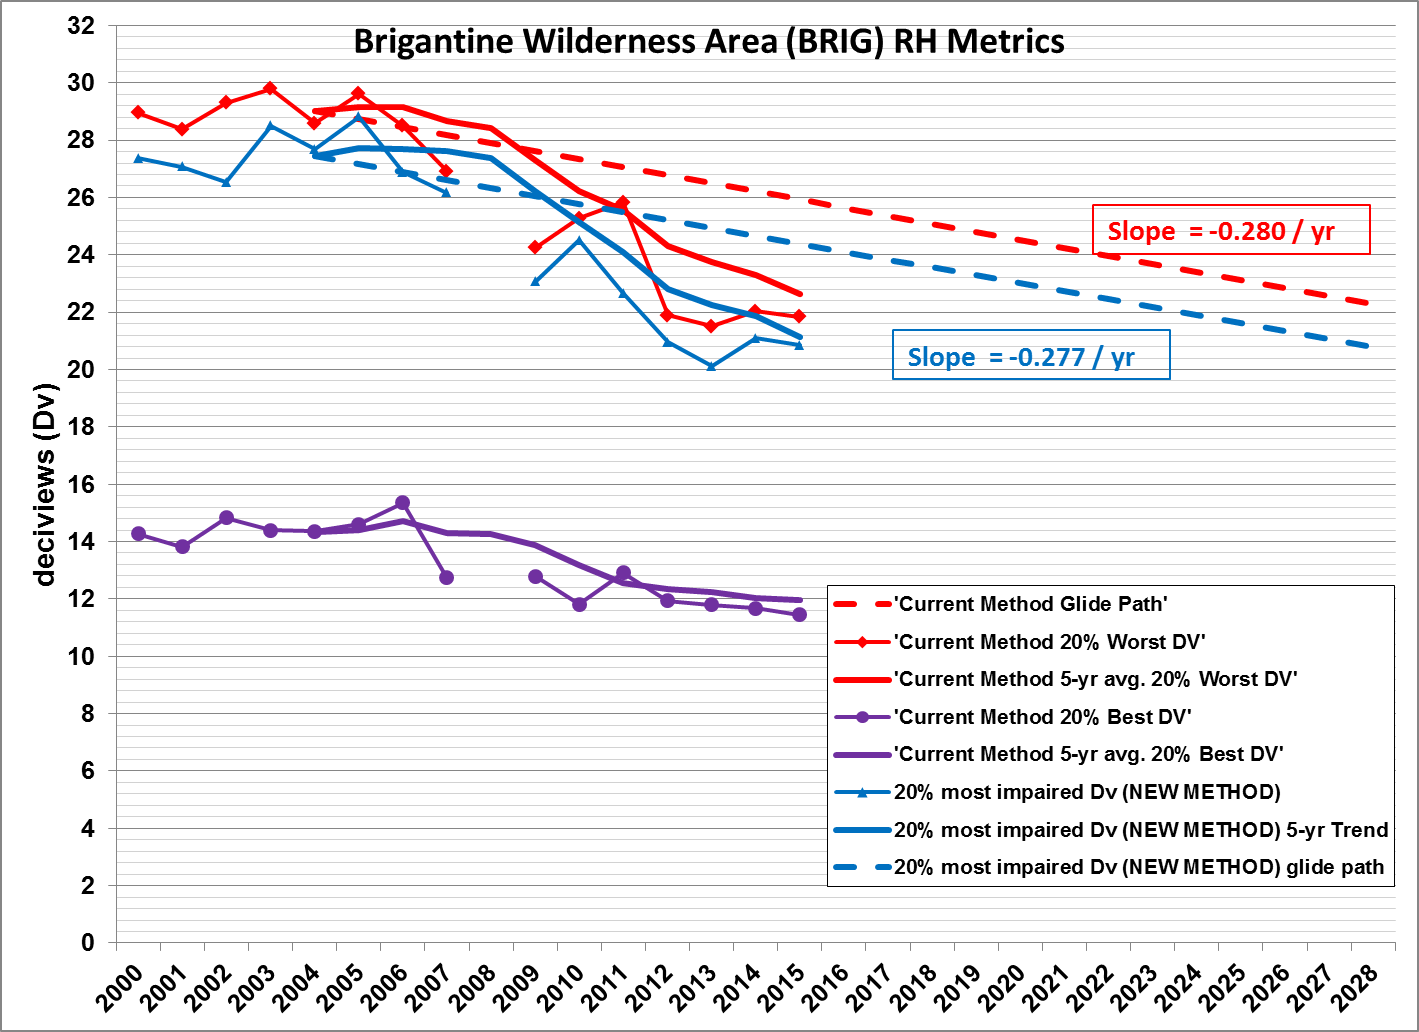 Brigantine Wilderness Area (BRIG) RH Metrics
32
30
28
26
24
22
20
18
16
14
12
10
8
6
4
2
0
deciviews (Dv)
Slope = -0.280 / yr
Slope = -0.277 / yr
'Current Method Glide Path'
'Current Method 20% Worst DV'
'Current Method 5-yr avg. 20% Worst DV'
'Current Method 20% Best DV'
'Current Method 5-yr avg. 20% Best DV'
20% most impaired Dv (NEW METHOD)
20% most impaired Dv (NEW METHOD) 5-yr Trend
20% most impaired Dv (NEW METHOD) glide path
2000 2001 2002 2003 2004 2005 2006 2007 2008 2009 2010 2011 2012 2013 2014 2015 2016 2017 2018 2019 2020 2021 2022 2023 2024 2025 2026 2027 2028